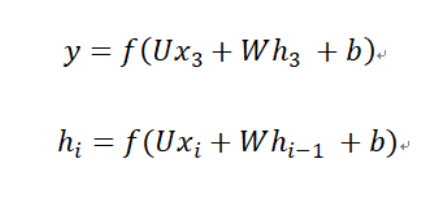 y = f(Ux₃ + Wh₃ + b)↵
hᵢ = f(Uxᵢ + Whᵢ₋₁ + b)↵